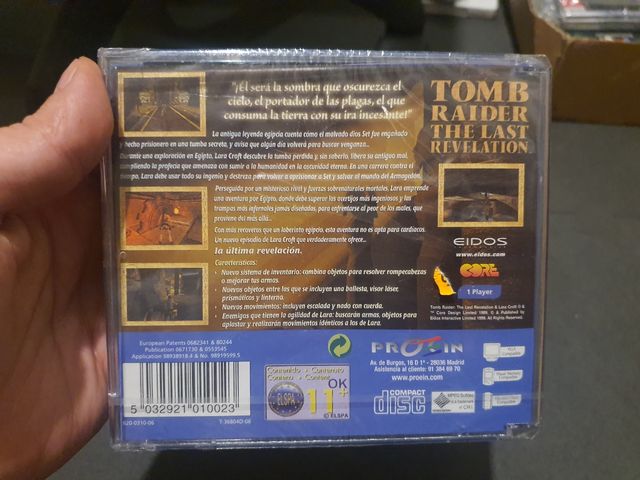 "¡Él será la sombra que oscurezca el
cielo, el portador de las plagas, el que
consuma la tierra con su ira incesante!"
TOMB
RAIDER
THE LAST
REVELATION
La antigua leyenda egipcia cuenta cómo el malvado dios Set fue engañado
y hecho prisionero en una tumba secreta, y avisa que algún día volverá para buscar venganza...
Durante una exploración en Egipto, Lara Croft descubre la tumba perdida y, sin saberlo, libera su antiguo mal,
cumpliendo la profecía que amenaza con sumir a la humanidad en la oscuridad eterna. En una carrera contra el
tiempo, Lara debe usar todo su ingenio y destreza para volver a aprisionar a Set y salvar al mundo del Armagedón.
Perseguida por un misterioso rival y fuerzas sobrenaturales mortales, Lara emprende
una aventura por Egipto, donde debe superar los acertijos más ingeniosos y las
trampas más infernales jamás diseñadas, para enfrentarse al peor de los males, que
proviene del más allá...
Con más recovecos que un laberinto egipcio, esta aventura no es apta para cardíacos.
Un nuevo episodio de Lara Croft que verdaderamente ofrece...
la última revelación.
Características:
• Nuevo sistema de inventario: combina objetos para resolver rompecabezas
o mejorar tus armas.
• Nuevos objetos entre los que se incluyen una ballesta, visor láser,
prismáticos y linterna.
• Nuevos movimientos: incluyen escalada y nado con cuerda.
• Enemigos que tienen la agilidad de Lara: buscarán armas, objetos para
aplastar y realizarán movimientos idénticos a los de Lara.
EIDOS
www.eidos.com
CORE
1 Player
Tomb Raider: The Last Revelation & Lara Croft © &
™ Core Design Limited 1999. © & Published by
Eidos Interactive Limited 1999. All Rights Reserved.
European Patents 0682341 & 80244
Publication 0671730 & 0553545
Application 98938918.4 & No. 98919599.5
5 032921 010023
T-36804D-06
Contenido · Contenuto
ELSPA
OK
11+
© ELSPA
PROEIN
Av. de Burgos, 16 D 1º - 28036 Madrid
Asistencia al cliente: 01 384 69 70
www.proein.com
COMPACT
disc